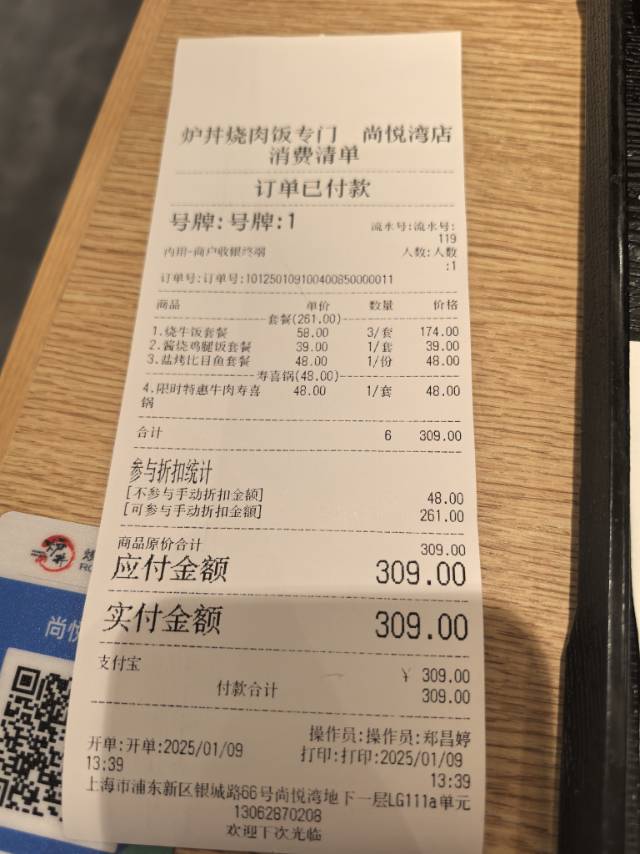 炉丼烧肉饭专门 尚悦湾店
消费清单
订单已付款
号牌:号牌:1
流水号:流水号:
119
内用-商户收银终端
人数:人数
:1
订单号:订单号:101250109100400850000011
商品 单价 数量 价格
套餐(261.00)
1.烧牛饭套餐 58.00 3/套 174.00
2.酱烧鸡腿饭套餐 39.00 1/套 39.00
3.盐烤比目鱼套餐 48.00 1/份 48.00
寿喜锅(48.00)
4.限时特惠牛肉寿喜 48.00 1/套 48.00
锅
合计 6 309.00
参与折扣统计
[不参与手动折扣金额] 48.00
[可参与手动折扣金额] 261.00
商品原价合计 309.00
应付金额 309.00
实付金额 309.00
支付宝 ¥ 309.00
付款合计 309.00
操作员:操作员:郑昌婷
开单:开单:2025/01/09
13:39
打印:打印:2025/01/09
13:39
上海市浦东新区银城路66号尚悦湾地下一层LG111a单元
13062870208
欢迎下次光临
炉丼
尚悦